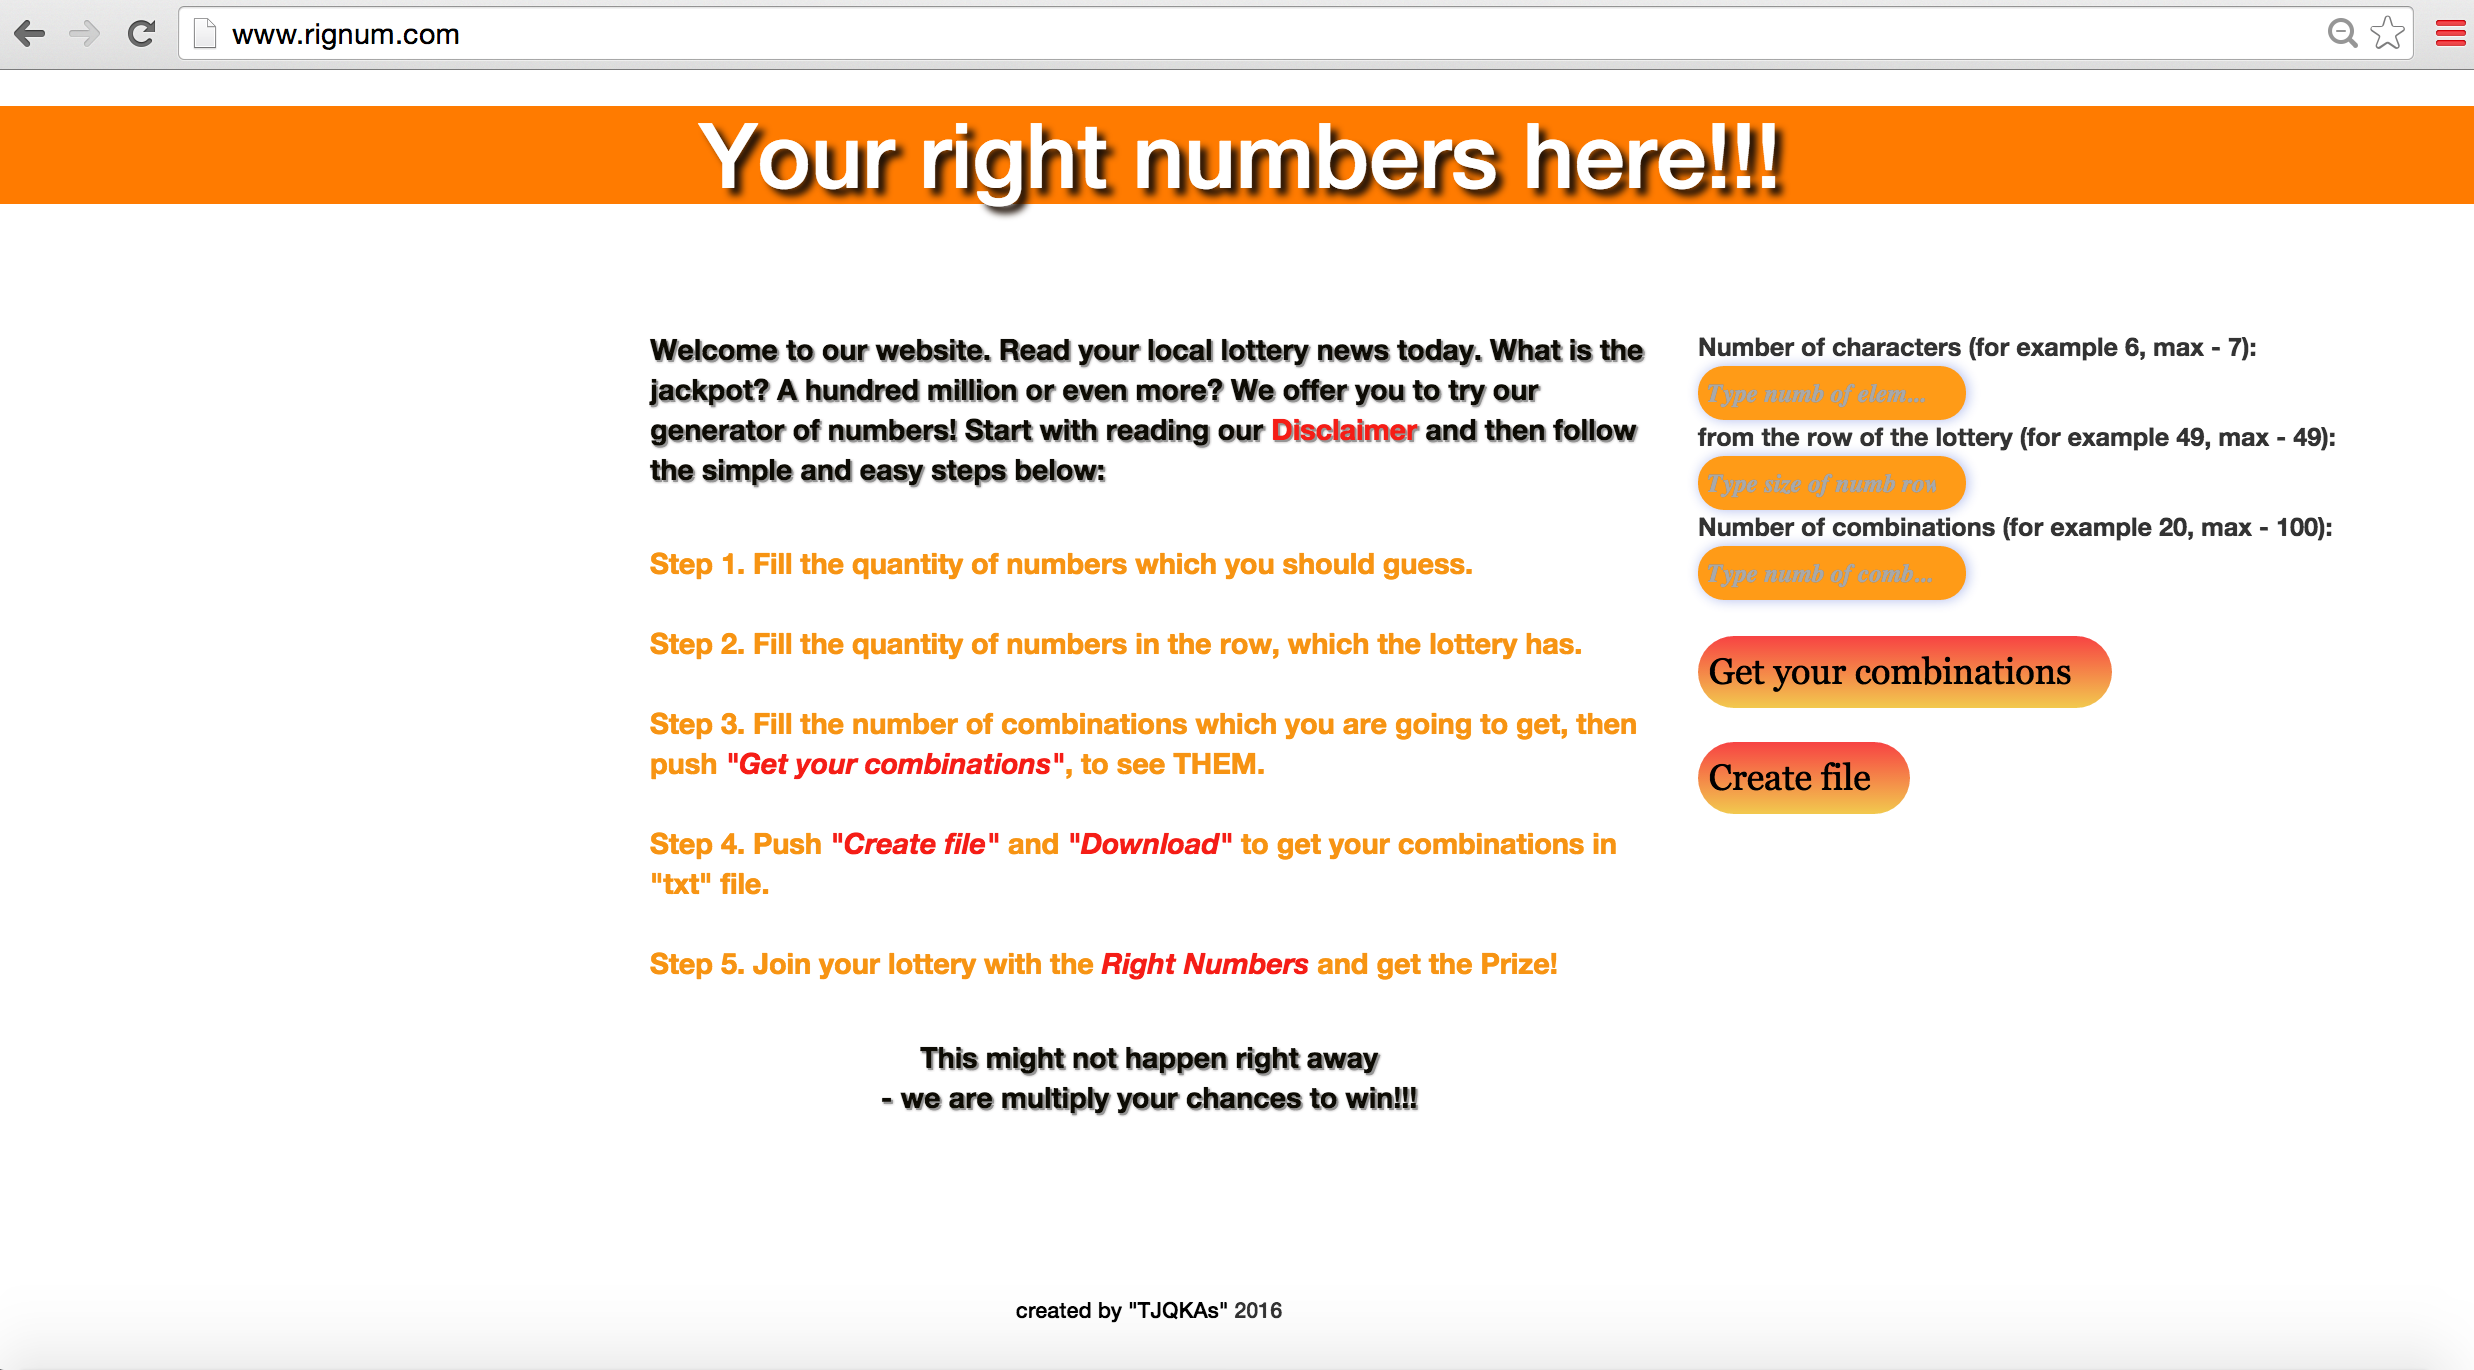 www.rignum.com
Your right numbers here!!!
Welcome to our website. Read your local lottery news today. What is the
jackpot? A hundred million or even more? We offer you to try our
generator of numbers! Start with reading our Disclaimer and then follow
the simple and easy steps below:
Step 1. Fill the quantity of numbers which you should guess.
Step 2. Fill the quantity of numbers in the row, which the lottery has.
Step 3. Fill the number of combinations which you are going to get, then
push "Get your combinations", to see THEM.
Step 4. Push "Create file" and "Download" to get your combinations in
"txt" file.
Step 5. Join your lottery with the Right Numbers and get the Prize!
This might not happen right away
- we are multiply your chances to win!!!
Number of characters (for example 6, max - 7):
Type numb of elem...
from the row of the lottery (for example 49, max - 49):
Type size of numb row
Number of combinations (for example 20, max - 100):
Type numb of comb...
Get your combinations
Create file
created by "TJQKAs" 2016